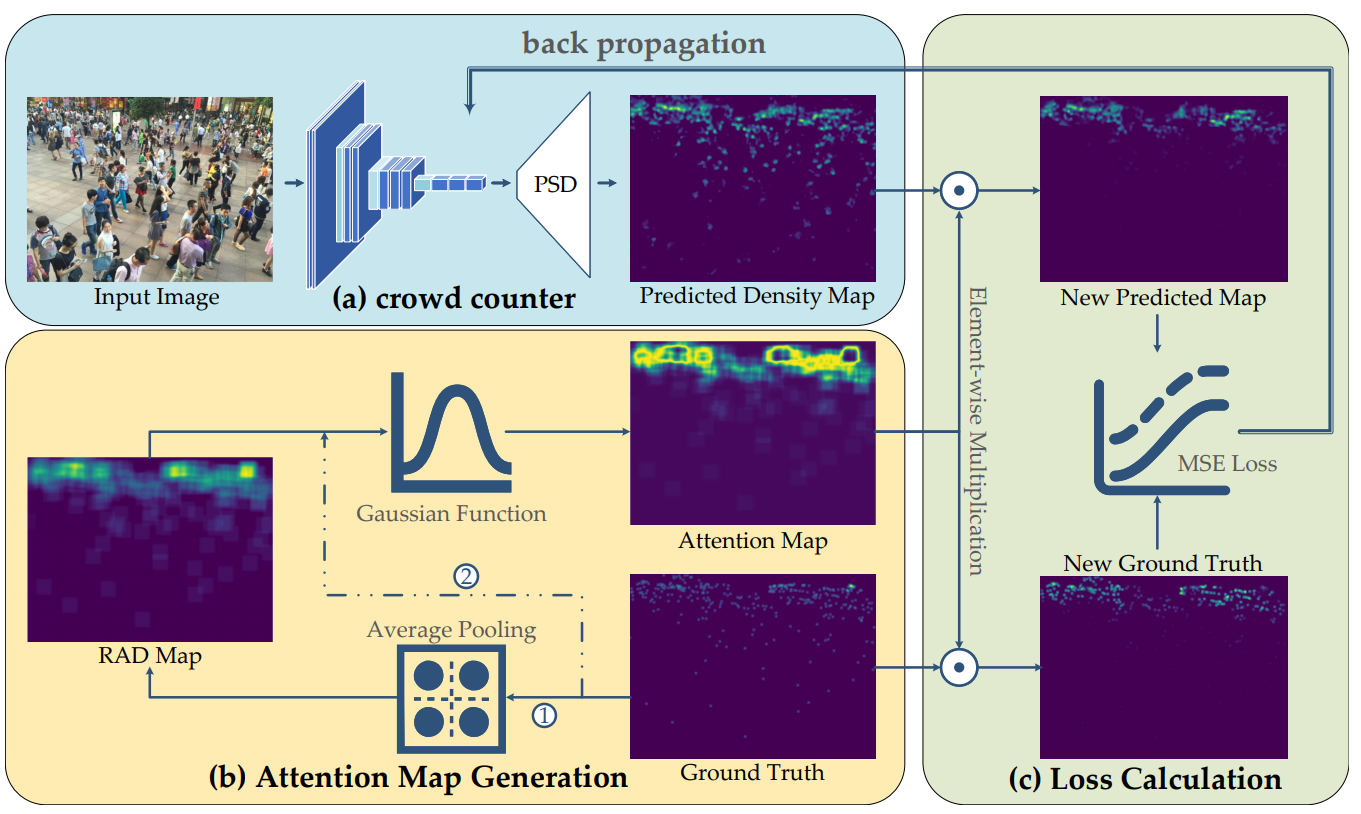 back propagation
PSD
Input Image
(a) crowd counter
Predicted Density Map
New Predicted Map
Element-wise Multiplication
MSE Loss
Gaussian Function
Attention Map
New Ground Truth
②
Average Pooling
RAD Map
①
(b) Attention Map Generation
Ground Truth
(c) Loss Calculation